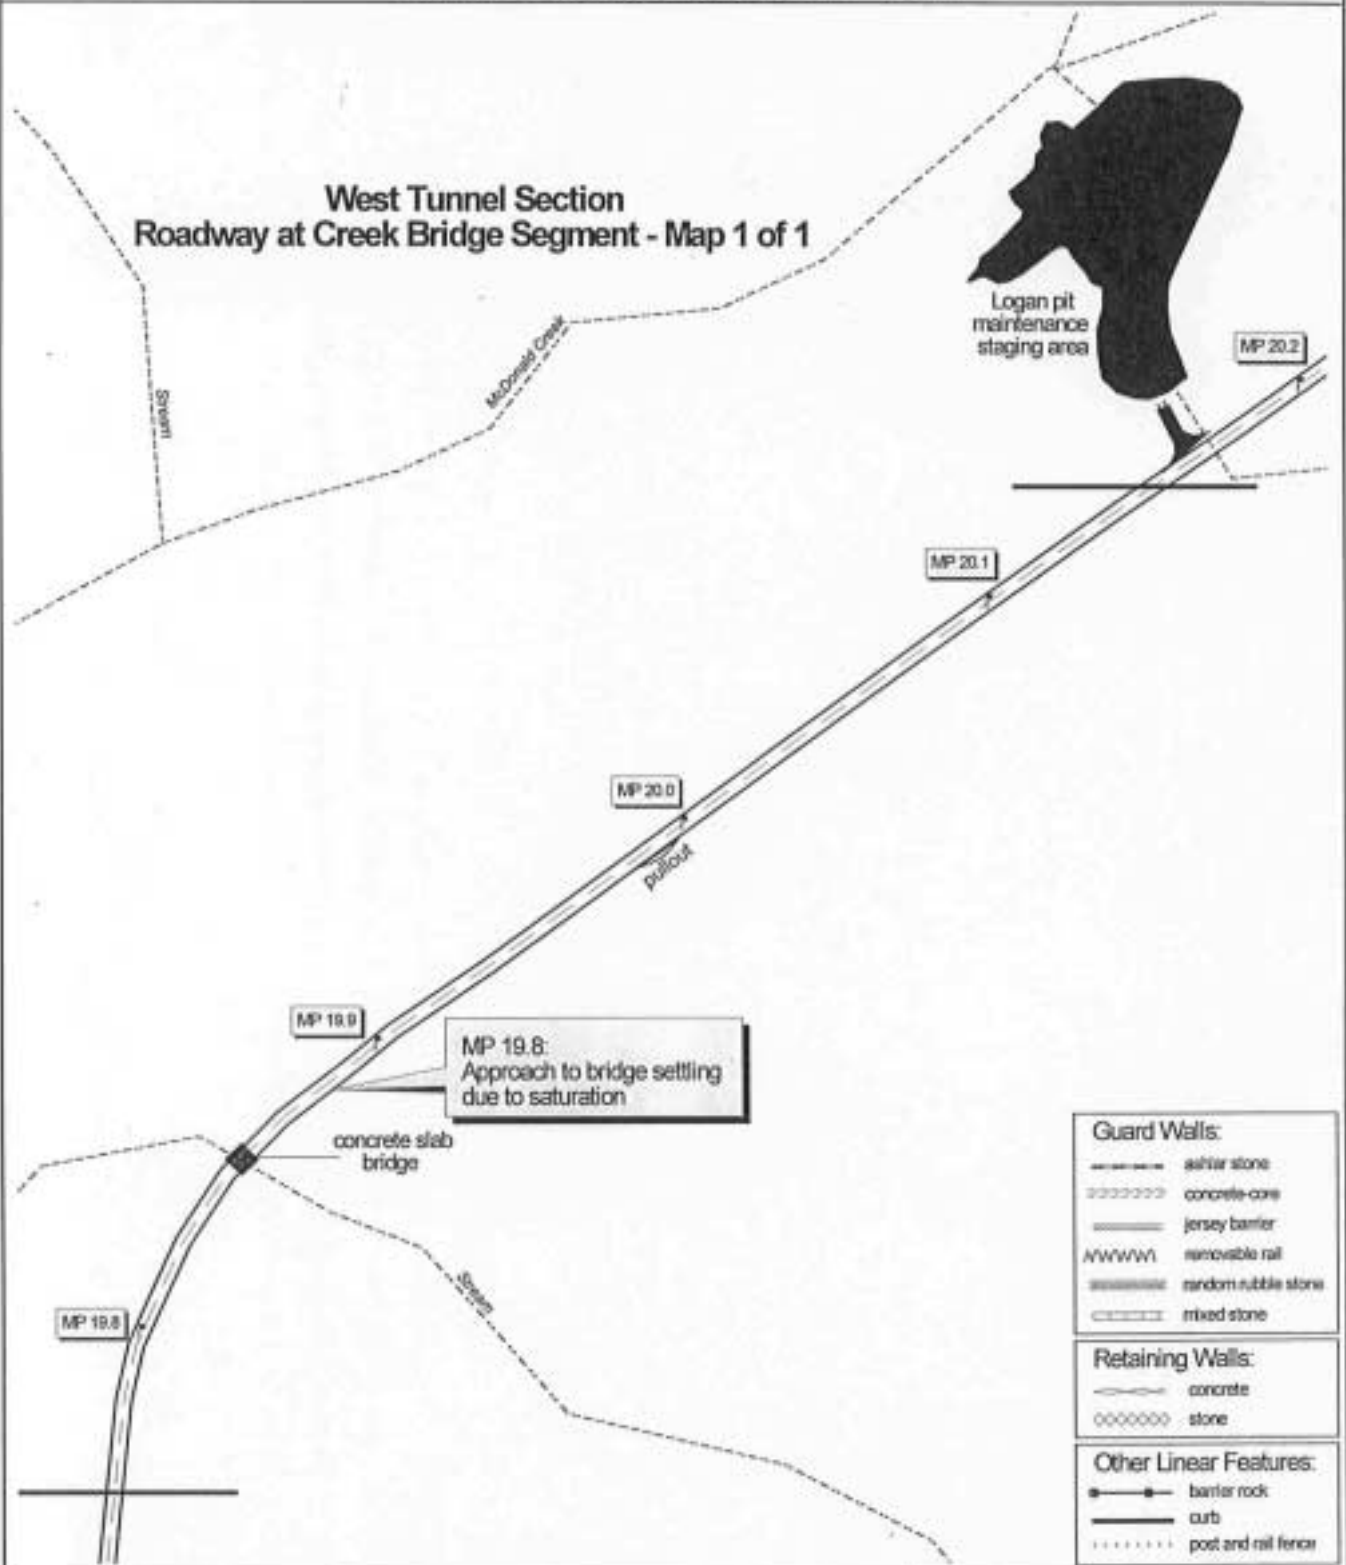 West Tunnel Section
Roadway at Creek Bridge Segment - Map 1 of 1
Stream
McDonald Creek
Logan pit
maintenance
staging area
MP 20.2
MP 20.1
MP 20.0
pullout
MP 19.9
MP 19.8:
Approach to bridge settling
due to saturation
concrete slab
bridge
Stream
MP 19.8
Guard Walls:
ashlar stone
concrete-core
jersey barrier
removable rail
random rubble stone
mixed stone
Retaining Walls:
concrete
stone
Other Linear Features:
barrier rock
curb
post and rail fence